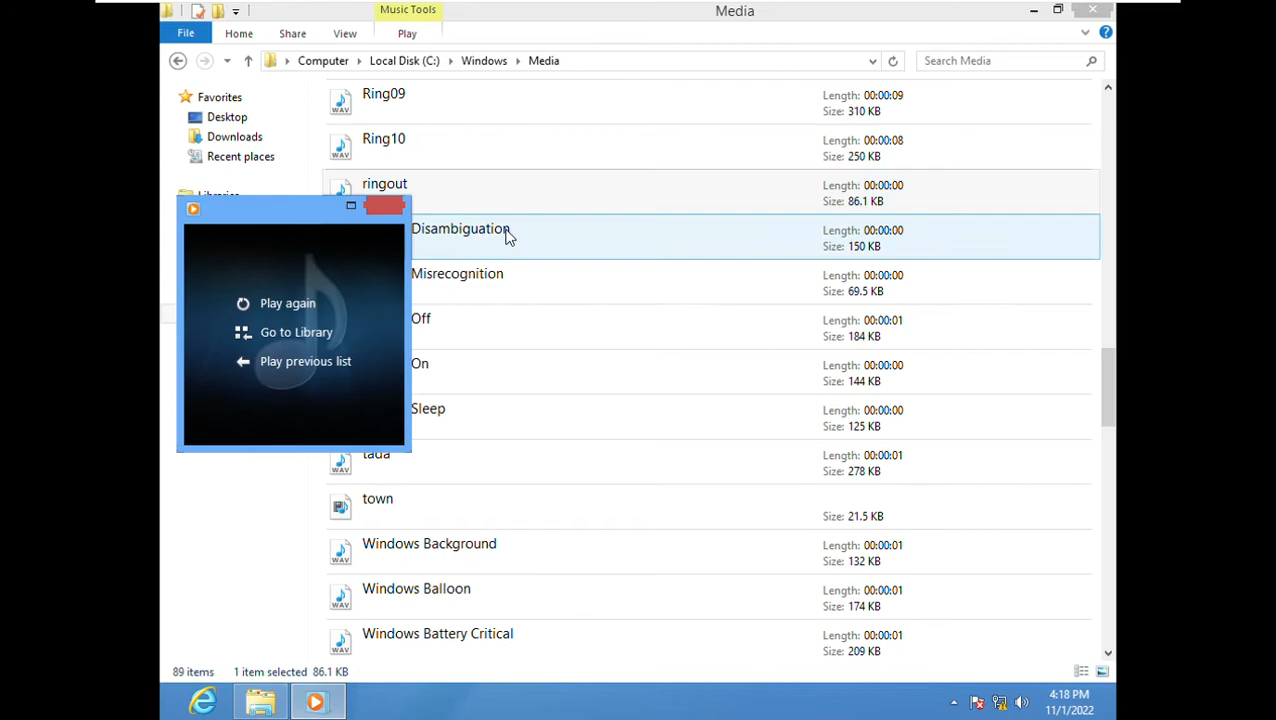 Music Tools
Media
File
Home
Share
View
Play
Computer
Local Disk (C:)
Windows
Media
Search Media
Favorites
Desktop
Downloads
Recent places
Ring09
Length: 00:00:09
Size: 310 KB
Ring10
Length: 00:00:08
Size: 250 KB
ringout
Length: 00:00:00
Size: 86.1 KB
Disambiguation
Length: 00:00:00
Size: 150 KB
Misrecognition
Length: 00:00:00
Size: 69.5 KB
Off
Length: 00:00:01
Size: 184 KB
On
Length: 00:00:00
Size: 144 KB
Sleep
Length: 00:00:00
Size: 125 KB
tada
Length: 00:00:01
Size: 278 KB
town
Size: 21.5 KB
Windows Background
Length: 00:00:01
Size: 132 KB
Windows Balloon
Length: 00:00:01
Size: 174 KB
Windows Battery Critical
Length: 00:00:01
Size: 209 KB
Play again
Go to Library
Play previous list
WAV
WAV
WAV
WAV
WAV
WAV
89 items
1 item selected 86.1 KB
4:18 PM
11/1/2022